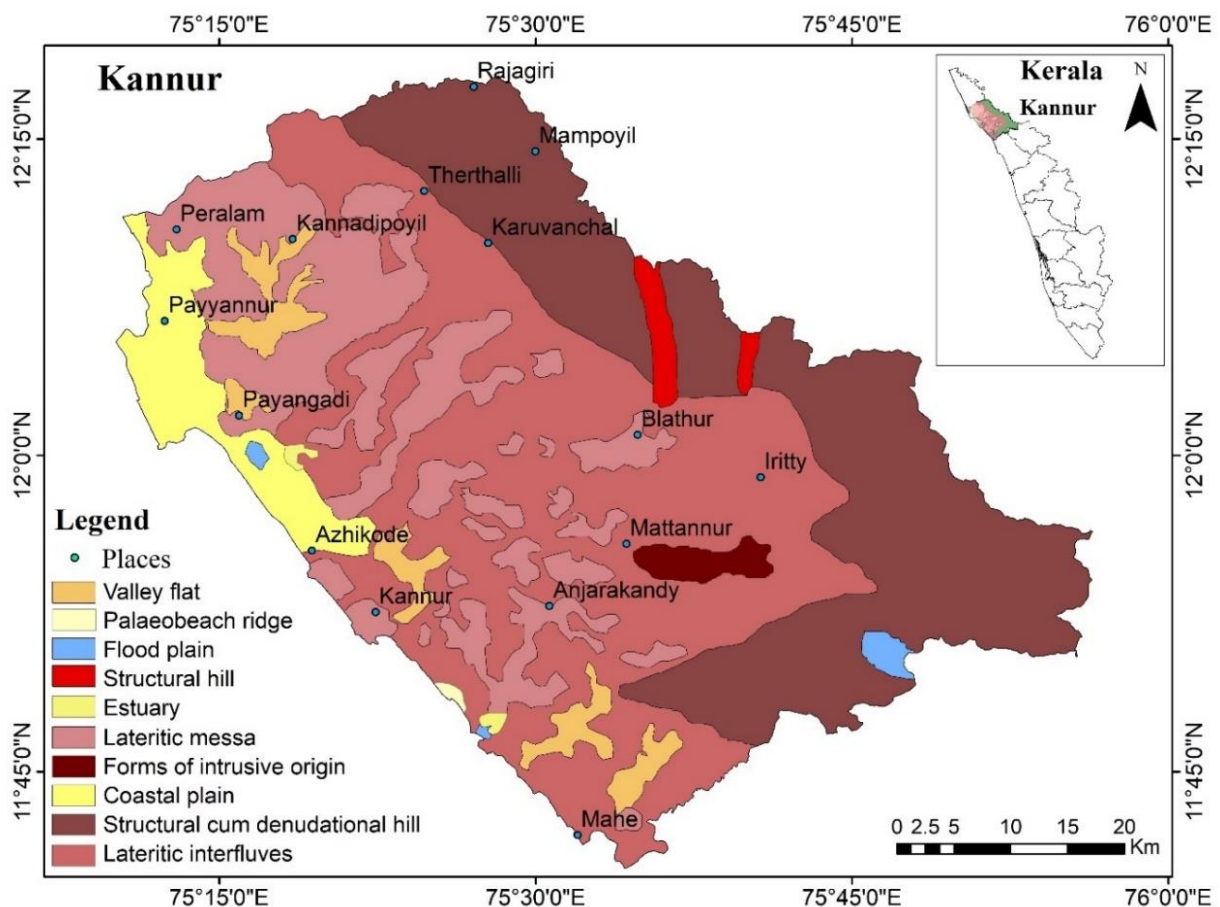 75°15'0"E 75°30'0"E 75°45'0"E 76°0'0"E
Kannur
Kerala
N
Kannur
12°15'0"N
12°15'0"N
Rajagiri
Mampoyil
Therthalli
Peralam
Kannadipoyil
Karuvanchal
Payyannur
Payangadi
Blathur
12°0'0"N
12°0'0"N
Iritty
Mattannur
Azhikode
Anjarakandy
Kannur
Mahe
11°45'0"N
11°45'0"N
Legend
Places
Valley flat
Palaeobeach ridge
Flood plain
Structural hill
Estuary
Lateritic messa
Forms of intrusive origin
Coastal plain
Structural cum denudational hill
Lateritic interfluves
0 2.5 5 10 15 20
Km
75°15'0"E 75°30'0"E 75°45'0"E 76°0'0"E